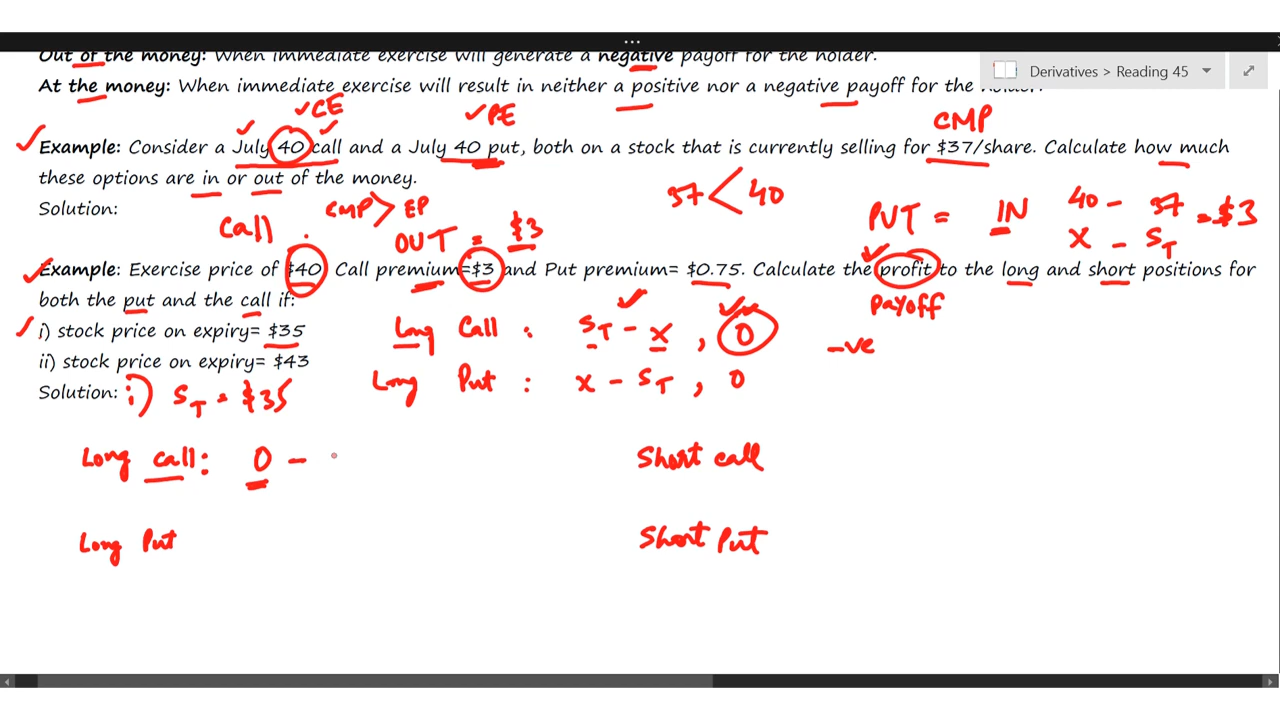 Out of the money: When immediate exercise will generate a negative payoff for the holder.
Derivatives > Reading 45
At the money: When immediate exercise will result in neither a positive nor a negative payoff for the holder.
✓CE
✓PE
CMP
Example: Consider a July 40 call and a July 40 put, both on a stock that is currently selling for $37/share. Calculate how much
these options are in or out of the money.
37 < 40
Solution:
Call
CMP > EP
OUT = $3
PUT = IN 40 - 37 = $3
X - ST
Example: Exercise price of $40 Call premium=$3 and Put premium= $0.75. Calculate the profit to the long and short positions for
both the put and the call if:
Payoff
i) stock price on expiry= $35
Long Call : ST - X , 0
-ve
ii) stock price on expiry= $43
Long Put : X - ST , 0
Solution: i) ST = $35
Long call: 0 -
Short call
Long Put
Short Put